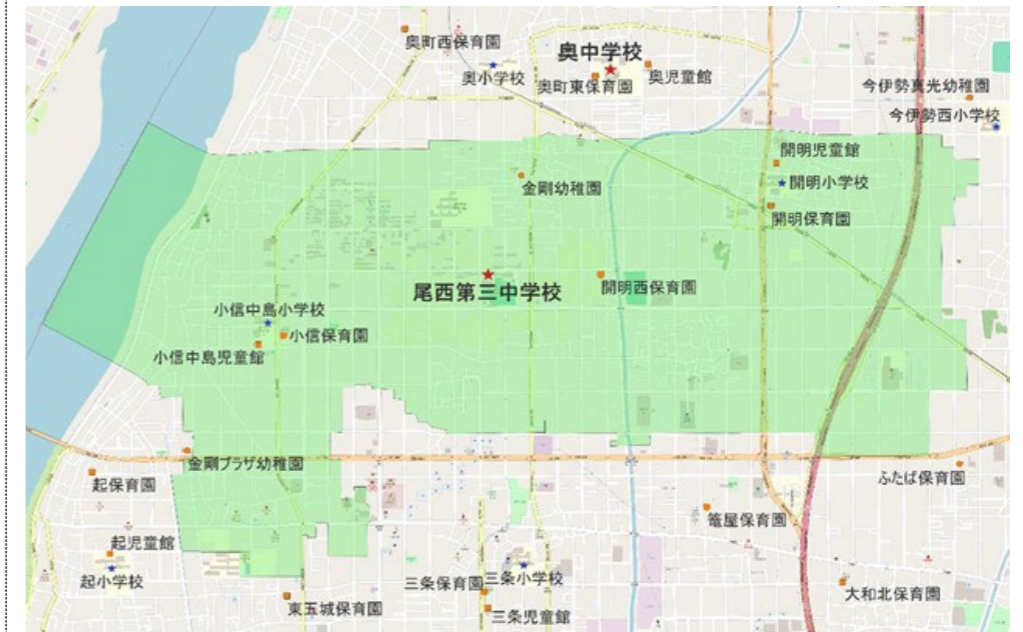 奥町西保育園
奥中学校
奥小学校
奥町東保育園
奥児童館
今伊勢真光幼稚園
今伊勢西小学校
開明児童館
金剛幼稚園
開明小学校
開明保育園
尾西第三中学校
開明西保育園
小信中島小学校
小信保育園
小信中島児童館
金剛プラザ幼稚園
起保育園
ふたば保育園
篭屋保育園
起児童館
起小学校
三条保育園
三条小学校
大和北保育園
東五城保育園
三条児童館